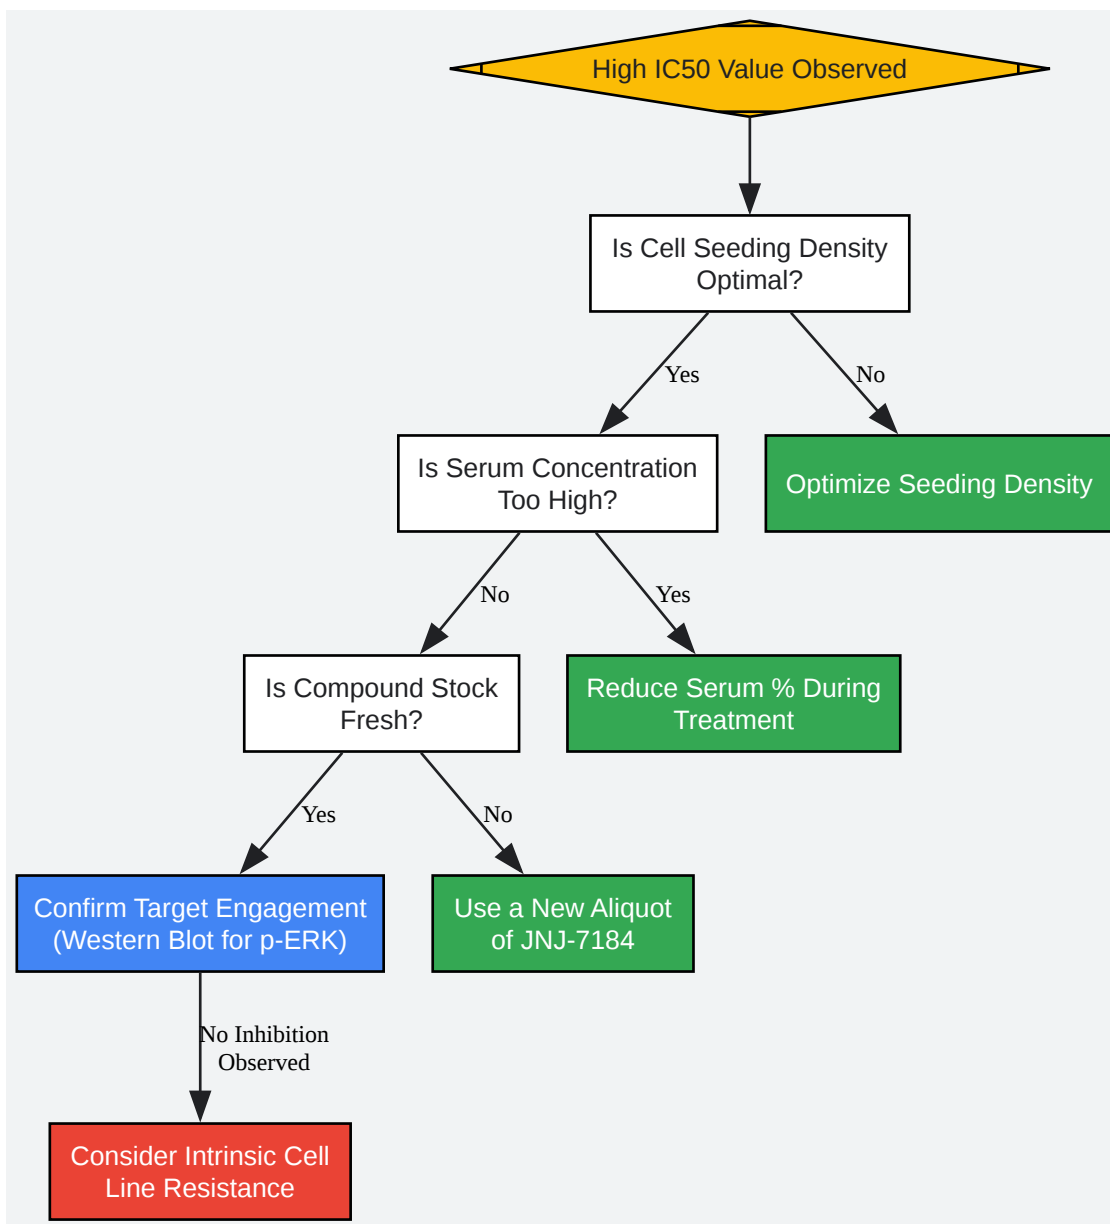 High IC50 Value Observed
Is Cell Seeding Density
Optimal?
Yes
No
Is Serum Concentration
Too High?
Optimize Seeding Density
No
Yes
Is Compound Stock
Fresh?
Reduce Serum % During
Treatment
Yes
No
Confirm Target Engagement
(Western Blot for p-ERK)
Use a New Aliquot
of JNJ-7184
No Inhibition
Observed
Consider Intrinsic Cell
Line Resistance